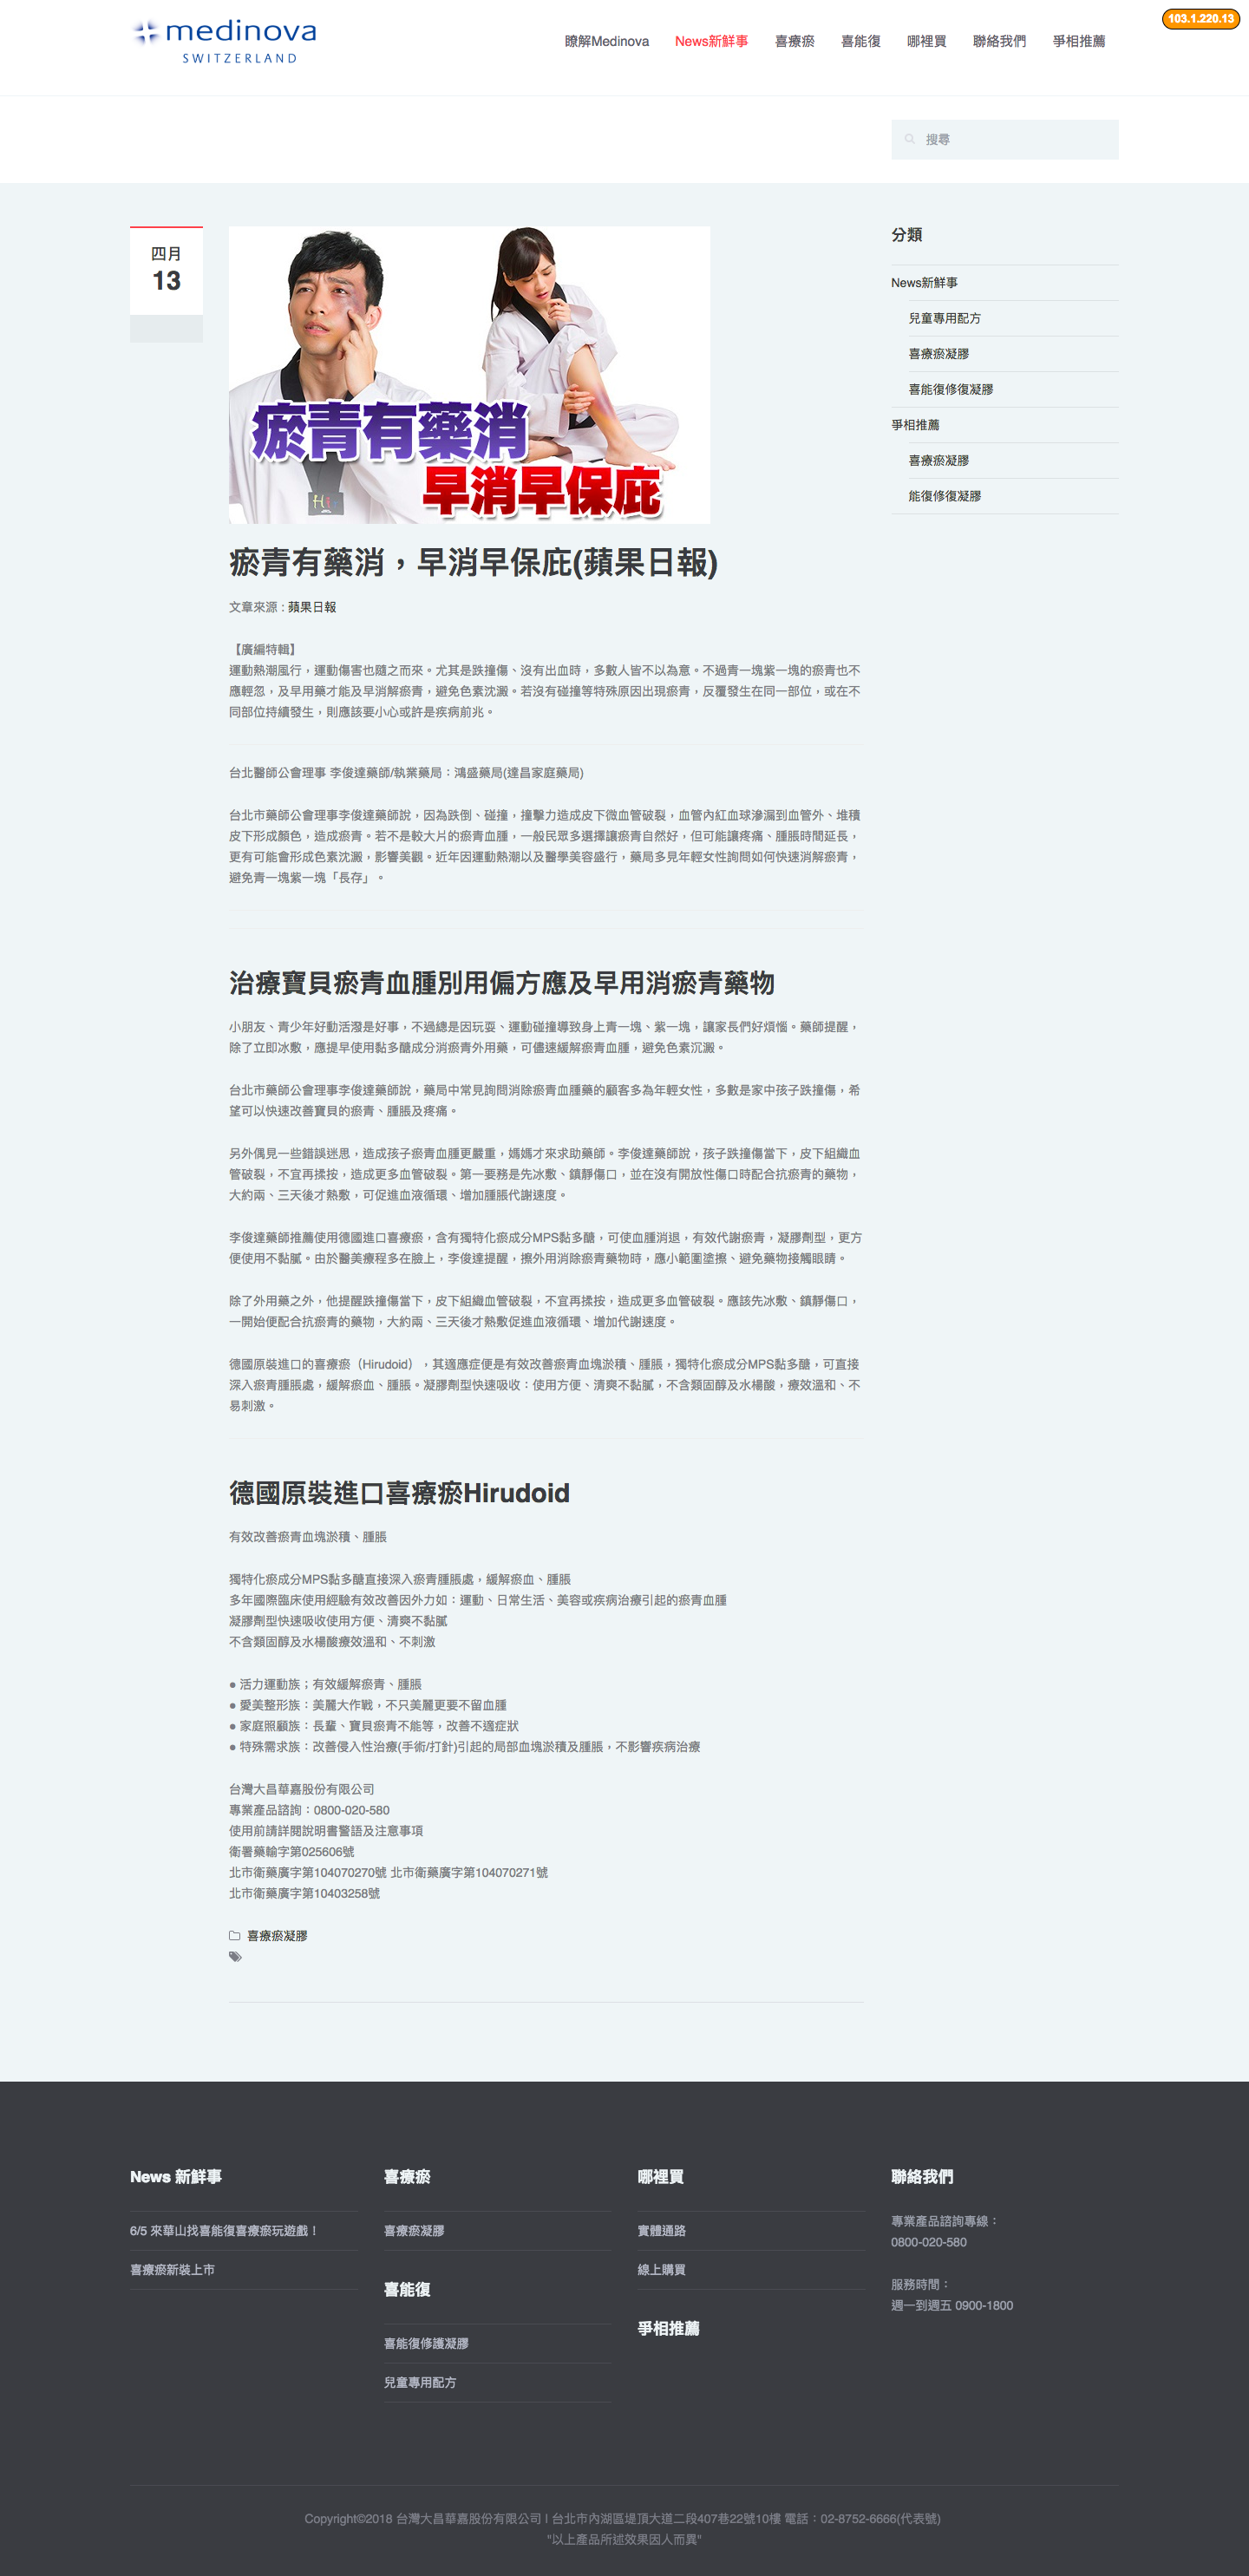 medinova
SWITZERLAND
瞭解Medinova
News新鮮事
喜療瘀
喜能復
哪裡買
聯絡我們
爭相推薦
103.1.220.13
搜尋
四月
13
瘀青有藥消
早消早保庇
瘀青有藥消，早消早保庇(蘋果日報)
文章來源 : 蘋果日報
【廣編特輯】
運動熱潮風行，運動傷害也隨之而來。尤其是跌撞傷、沒有出血時，多數人皆不以為意。不過青一塊紫一塊的瘀青也不
應輕忽，及早用藥才能及早消解瘀青，避免色素沈澱。若沒有碰撞等特殊原因出現瘀青，反覆發生在同一部位，或在不
同部位持續發生，則應該要小心或許是疾病前兆。
台北醫師公會理事 李俊達藥師/執業藥局：鴻盛藥局(達昌家庭藥局)
台北市藥師公會理事李俊達藥師說，因為跌倒、碰撞，撞擊力造成皮下微血管破裂，血管內紅血球滲漏到血管外、堆積
皮下形成顏色，造成瘀青。若不是較大片的瘀青血腫，一般民眾多選擇讓瘀青自然好，但可能讓疼痛、腫脹時間延長，
更有可能會形成色素沈澱，影響美觀。近年因運動熱潮以及醫學美容盛行，藥局多見年輕女性詢問如何快速消解瘀青，
避免青一塊紫一塊「長存」。
治療寶貝瘀青血腫別用偏方應及早用消瘀青藥物
小朋友、青少年好動活潑是好事，不過總是因玩耍、運動碰撞導致身上青一塊、紫一塊，讓家長們好煩惱。藥師提醒，
除了立即冰敷，應提早使用黏多醣成分消瘀青外用藥，可儘速緩解瘀青血腫，避免色素沉澱。
台北市藥師公會理事李俊達藥師說，藥局中常見詢問消除瘀青血腫藥的顧客多為年輕女性，多數是家中孩子跌撞傷，希
望可以快速改善寶貝的瘀青、腫脹及疼痛。
另外偶見一些錯誤迷思，造成孩子瘀青血腫更嚴重，媽媽才來求助藥師。李俊達藥師說，孩子跌撞傷當下，皮下組織血
管破裂，不宜再揉按，造成更多血管破裂。第一要務是先冰敷、鎮靜傷口，並在沒有開放性傷口時配合抗瘀青的藥物，
大約兩、三天後才熱敷，可促進血液循環、增加腫脹代謝速度。
李俊達藥師推薦使用德國進口喜療瘀，含有獨特化瘀成分MPS黏多醣，可使血腫消退，有效代謝瘀青，凝膠劑型，更方
便使用不黏膩。由於醫美療程多在臉上，李俊達提醒，擦外用消除瘀青藥物時，應小範圍塗擦、避免藥物接觸眼睛。
除了外用藥之外，他提醒跌撞傷當下，皮下組織血管破裂，不宜再揉按，造成更多血管破裂。應該先冰敷、鎮靜傷口，
一開始便配合抗瘀青的藥物，大約兩、三天後才熱敷促進血液循環、增加代謝速度。
德國原裝進口的喜療瘀（Hirudoid），其適應症便是有效改善瘀青血塊淤積、腫脹，獨特化瘀成分MPS黏多醣，可直接
深入瘀青腫脹處，緩解瘀血、腫脹。凝膠劑型快速吸收：使用方便、清爽不黏膩，不含類固醇及水楊酸，療效溫和、不
易刺激。
德國原裝進口喜療瘀Hirudoid
有效改善瘀青血塊淤積、腫脹
獨特化瘀成分MPS黏多醣直接深入瘀青腫脹處，緩解瘀血、腫脹
多年國際臨床使用經驗有效改善因外力如：運動、日常生活、美容或疾病治療引起的瘀青血腫
凝膠劑型快速吸收使用方便、清爽不黏膩
不含類固醇及水楊酸療效溫和、不刺激
● 活力運動族；有效緩解瘀青、腫脹
● 愛美整形族：美麗大作戰，不只美麗更要不留血腫
● 家庭照顧族：長輩、寶貝瘀青不能等，改善不適症狀
● 特殊需求族：改善侵入性治療(手術/打針)引起的局部血塊淤積及腫脹，不影響疾病治療
台灣大昌華嘉股份有限公司
專業產品諮詢：0800-020-580
使用前請詳閱說明書警語及注意事項
衛署藥輸字第025606號
北市衛藥廣字第104070270號 北市衛藥廣字第104070271號
北市衛藥廣字第10403258號
喜療瘀凝膠
分類
News新鮮事
兒童專用配方
喜療瘀凝膠
喜能復修復凝膠
爭相推薦
喜療瘀凝膠
能復修復凝膠
News 新鮮事
6/5 來華山找喜能復喜療瘀玩遊戲！
喜療瘀新裝上市
喜療瘀
喜療瘀凝膠
喜能復
喜能復修護凝膠
兒童專用配方
哪裡買
實體通路
線上購買
爭相推薦
聯絡我們
專業產品諮詢專線：
0800-020-580
服務時間：
週一到週五 0900-1800
Copyright©2018 台灣大昌華嘉股份有限公司 | 台北市內湖區堤頂大道二段407巷22號10樓 電話：02-8752-6666(代表號)
"以上產品所述效果因人而異"